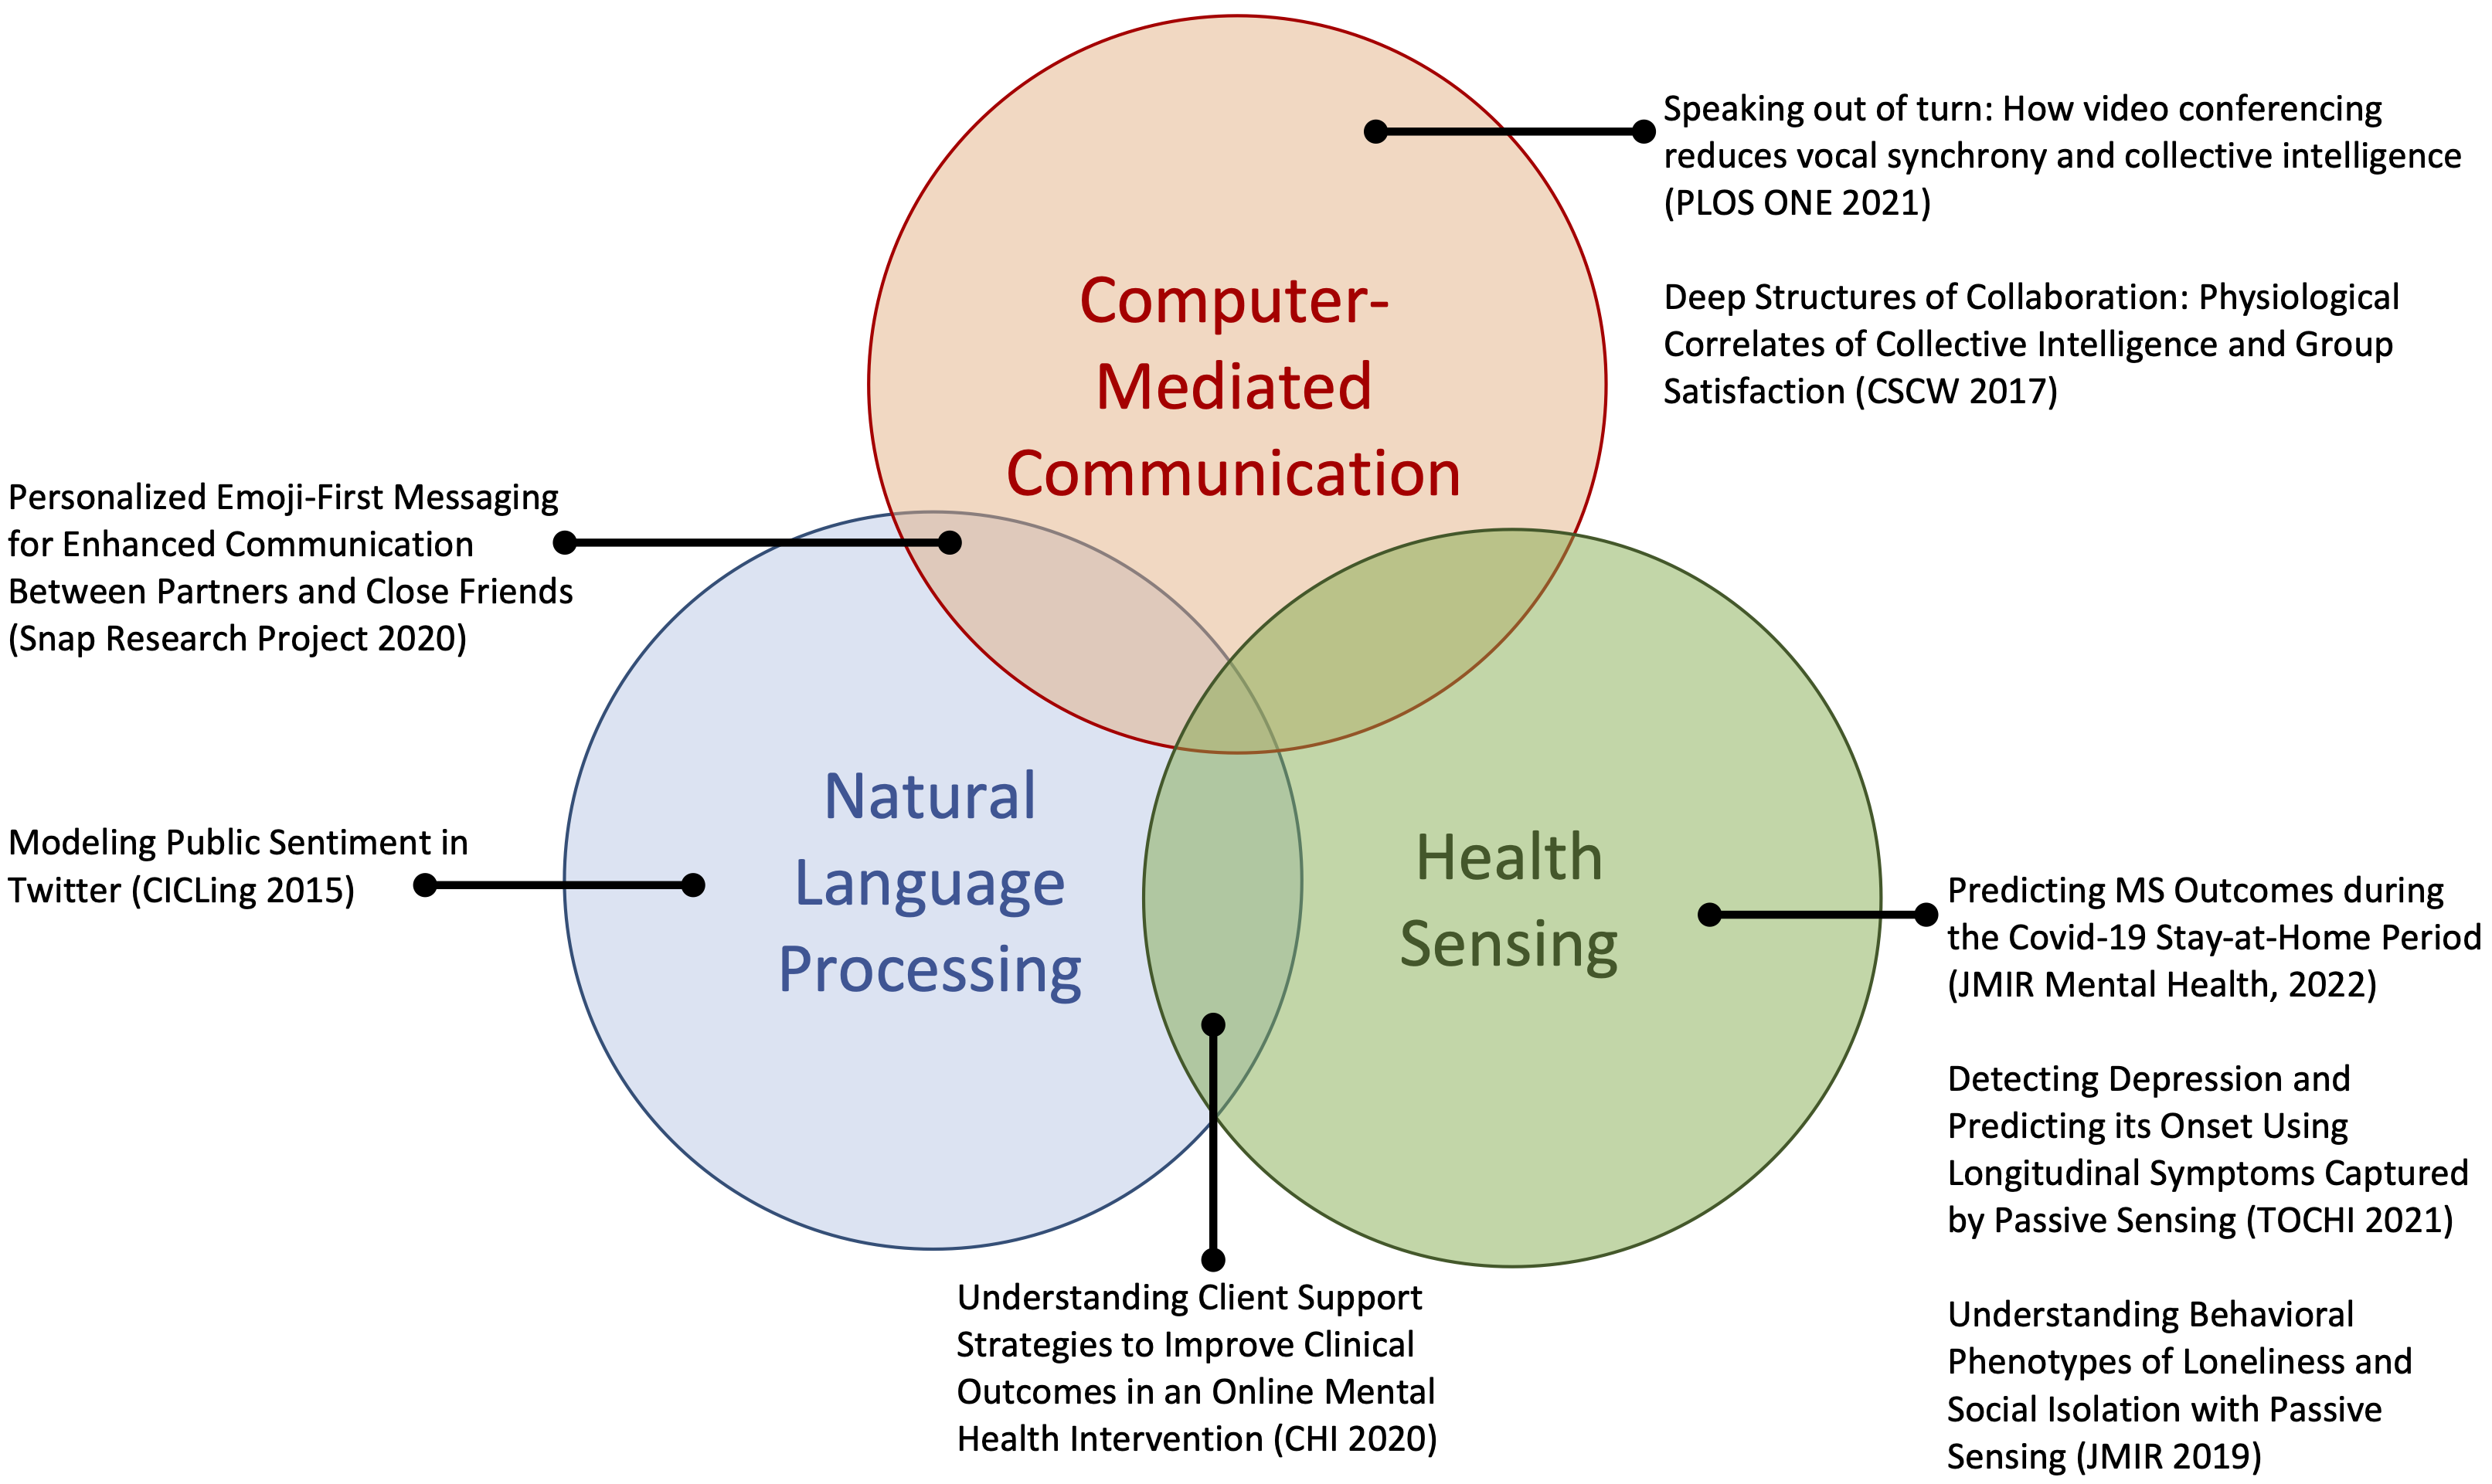 Speaking out of turn: How video conferencing
reduces vocal synchrony and collective intelligence
(PLOS ONE 2021)
Deep Structures of Collaboration: Physiological
Correlates of Collective Intelligence and Group
Satisfaction (CSCW 2017)
Computer-
Mediated
Communication
Personalized Emoji-First Messaging
for Enhanced Communication
Between Partners and Close Friends
(Snap Research Project 2020)
Modeling Public Sentiment in
Twitter (CICLing 2015)
Natural
Language
Processing
Health
Sensing
Predicting MS Outcomes during
the Covid-19 Stay-at-Home Period
(JMIR Mental Health, 2022)
Detecting Depression and
Predicting its Onset Using
Longitudinal Symptoms Captured
by Passive Sensing (TOCHI 2021)
Understanding Behavioral
Phenotypes of Loneliness and
Social Isolation with Passive
Sensing (JMIR 2019)
Understanding Client Support
Strategies to Improve Clinical
Outcomes in an Online Mental
Health Intervention (CHI 2020)